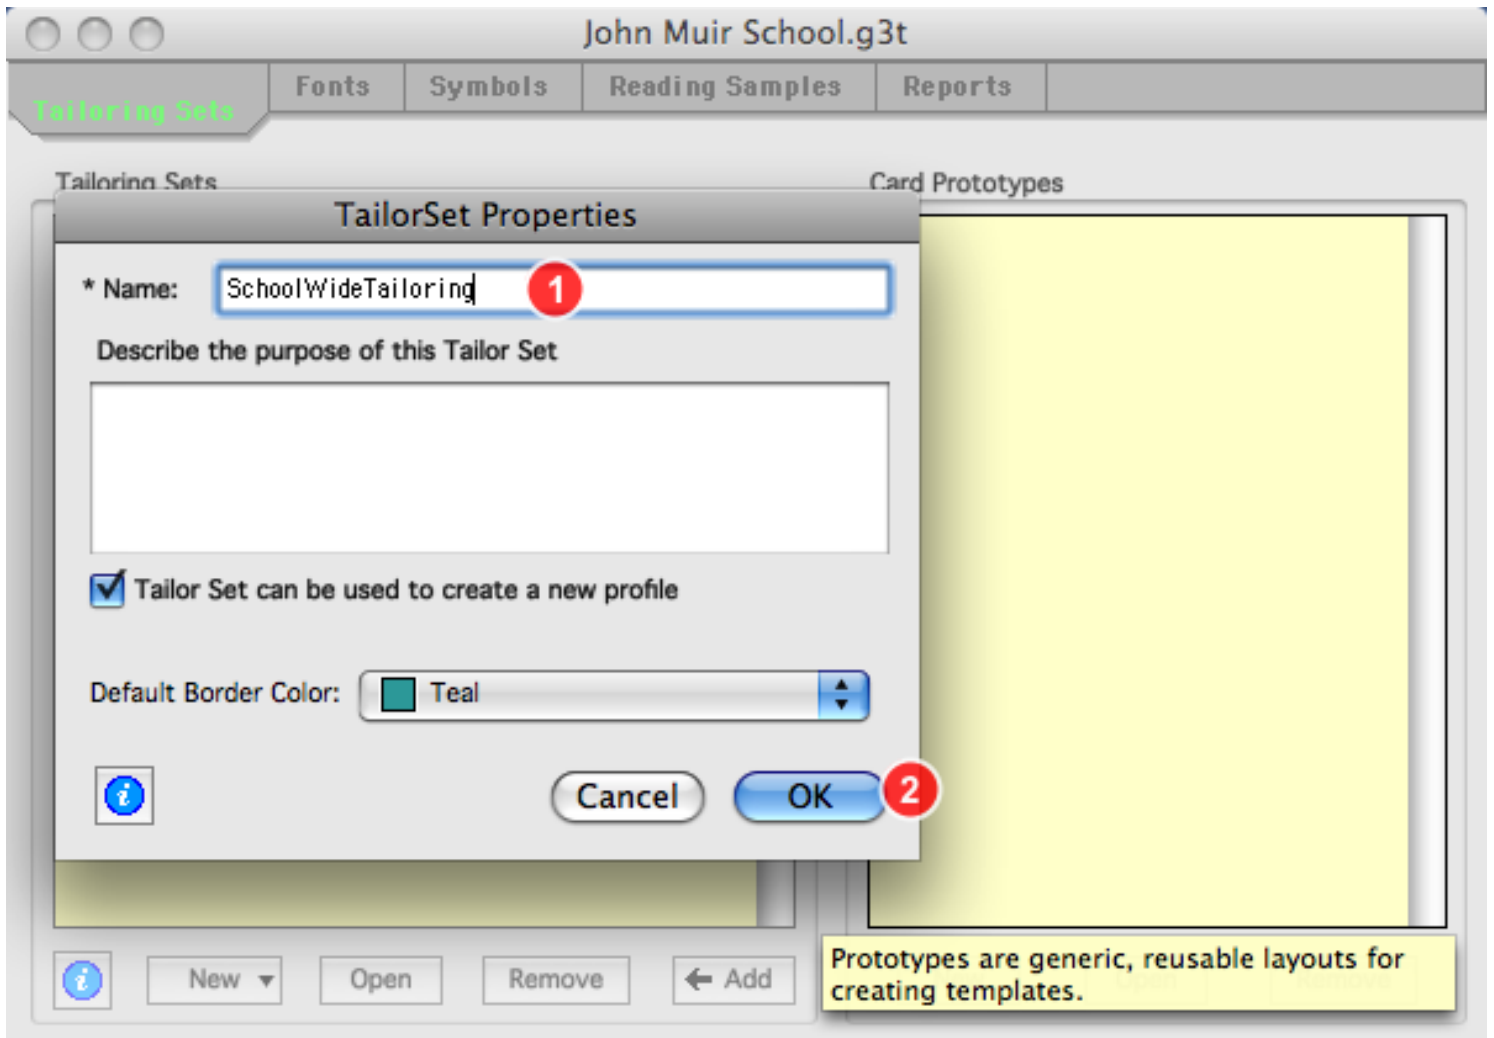 John Muir School.g3t
Tailoring Sets
Fonts
Symbols
Reading Samples
Reports
Tailoring Sets
Card Prototypes
TailorSet Properties
* Name:
SchoolWideTailoring
1
Describe the purpose of this Tailor Set
Tailor Set can be used to create a new profile
Default Border Color:
Teal
Cancel
OK
2
New
Open
Remove
Add
Prototypes are generic, reusable layouts for
creating templates.
Open
Remove